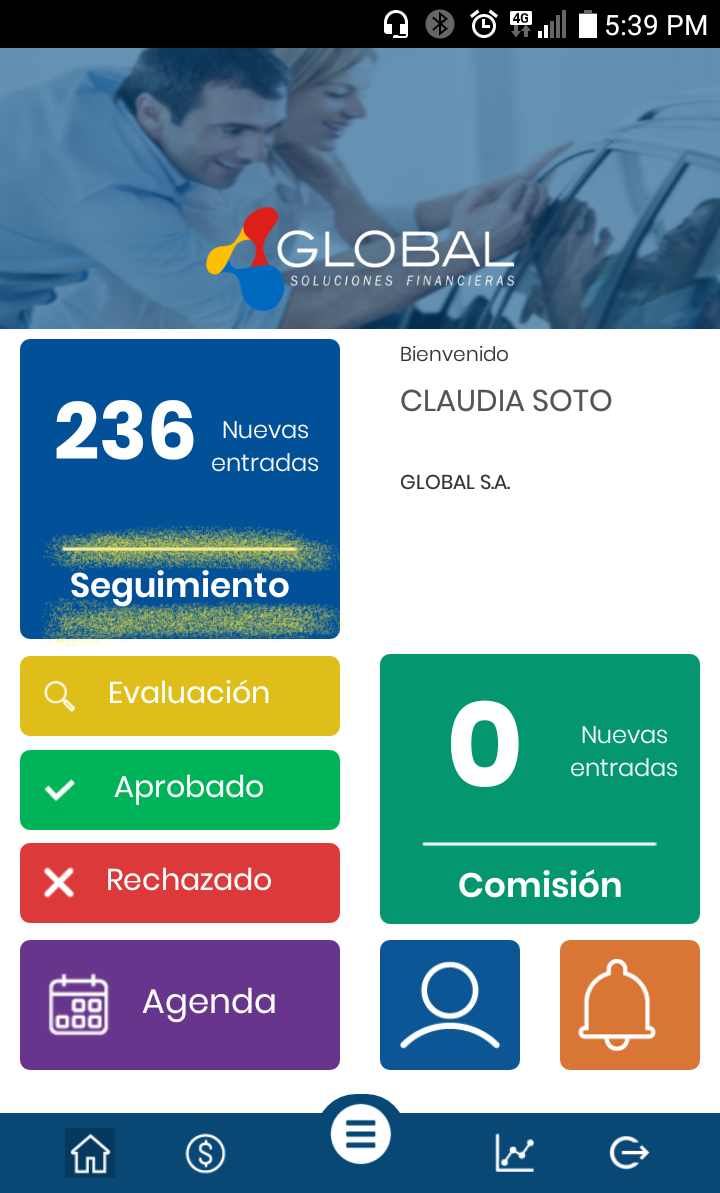 4G
5:39 PM
GLOBAL
SOLUCIONES FINANCIERAS
236
Nuevas
entradas
Seguimiento
Bienvenido
CLAUDIA SOTO
GLOBAL S.A.
Evaluación
Aprobado
Rechazado
0
Nuevas
entradas
Comisión
Agenda
$